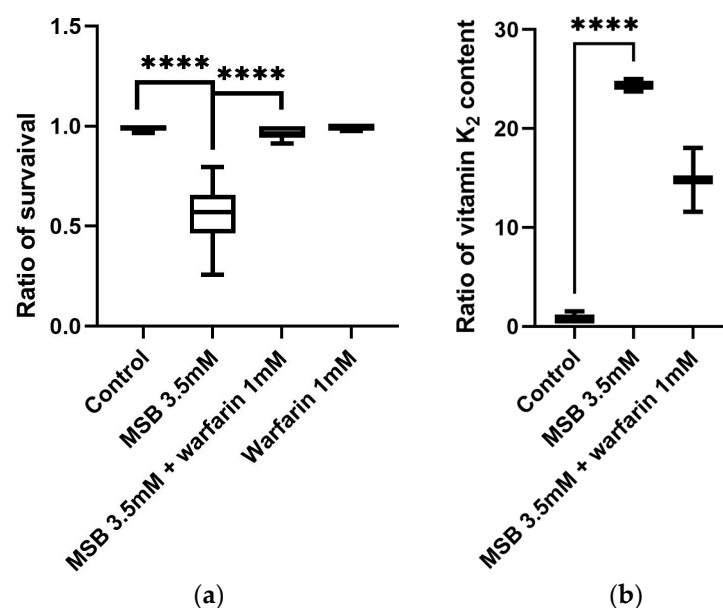 Ratio of survaival
1.5
1.0
0.5
0.0
****
****
Control
MSB 3.5mM
MSB 3.5mM + warfarin 1mM
Warfarin 1mM
(a)
Ratio of vitamin K₂ content
30
20
10
0
****
Control
MSB 3.5mM
MSB 3.5mM + warfarin 1mM
(b)